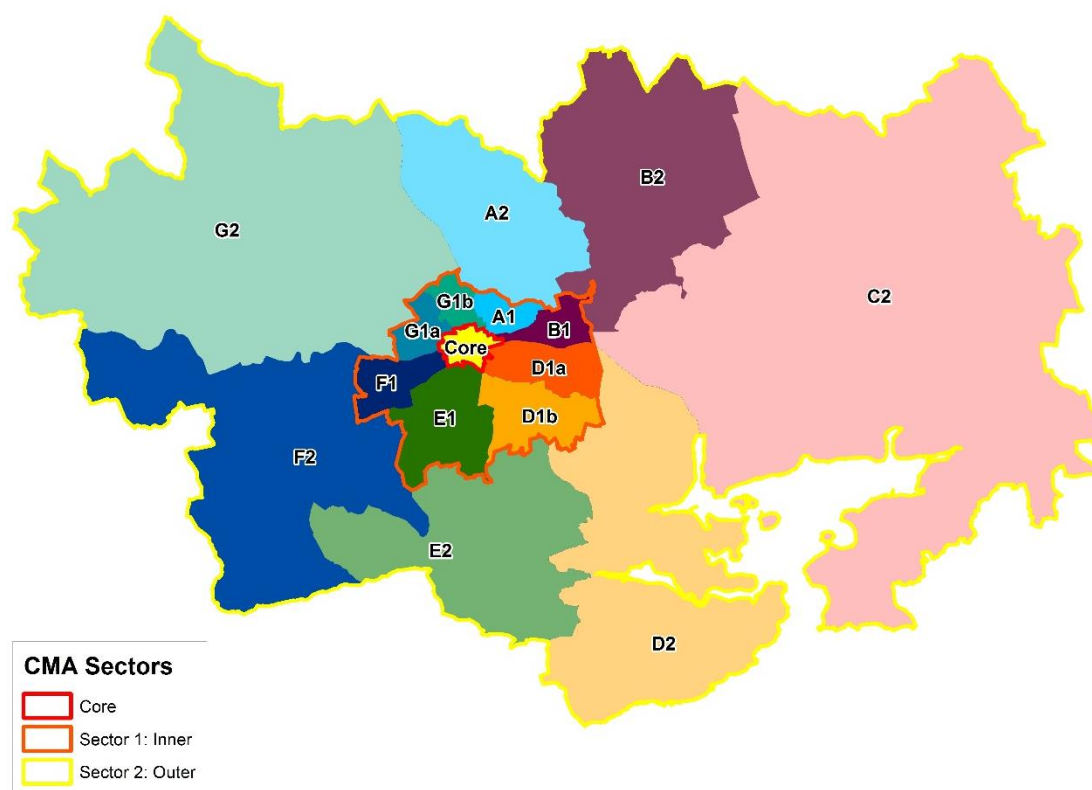 B2
A2
G2
C2
G1b
A1
B1
G1a
Core
D1a
F1
D1b
E1
F2
E2
D2
CMA Sectors
Core
Sector 1: Inner
Sector 2: Outer